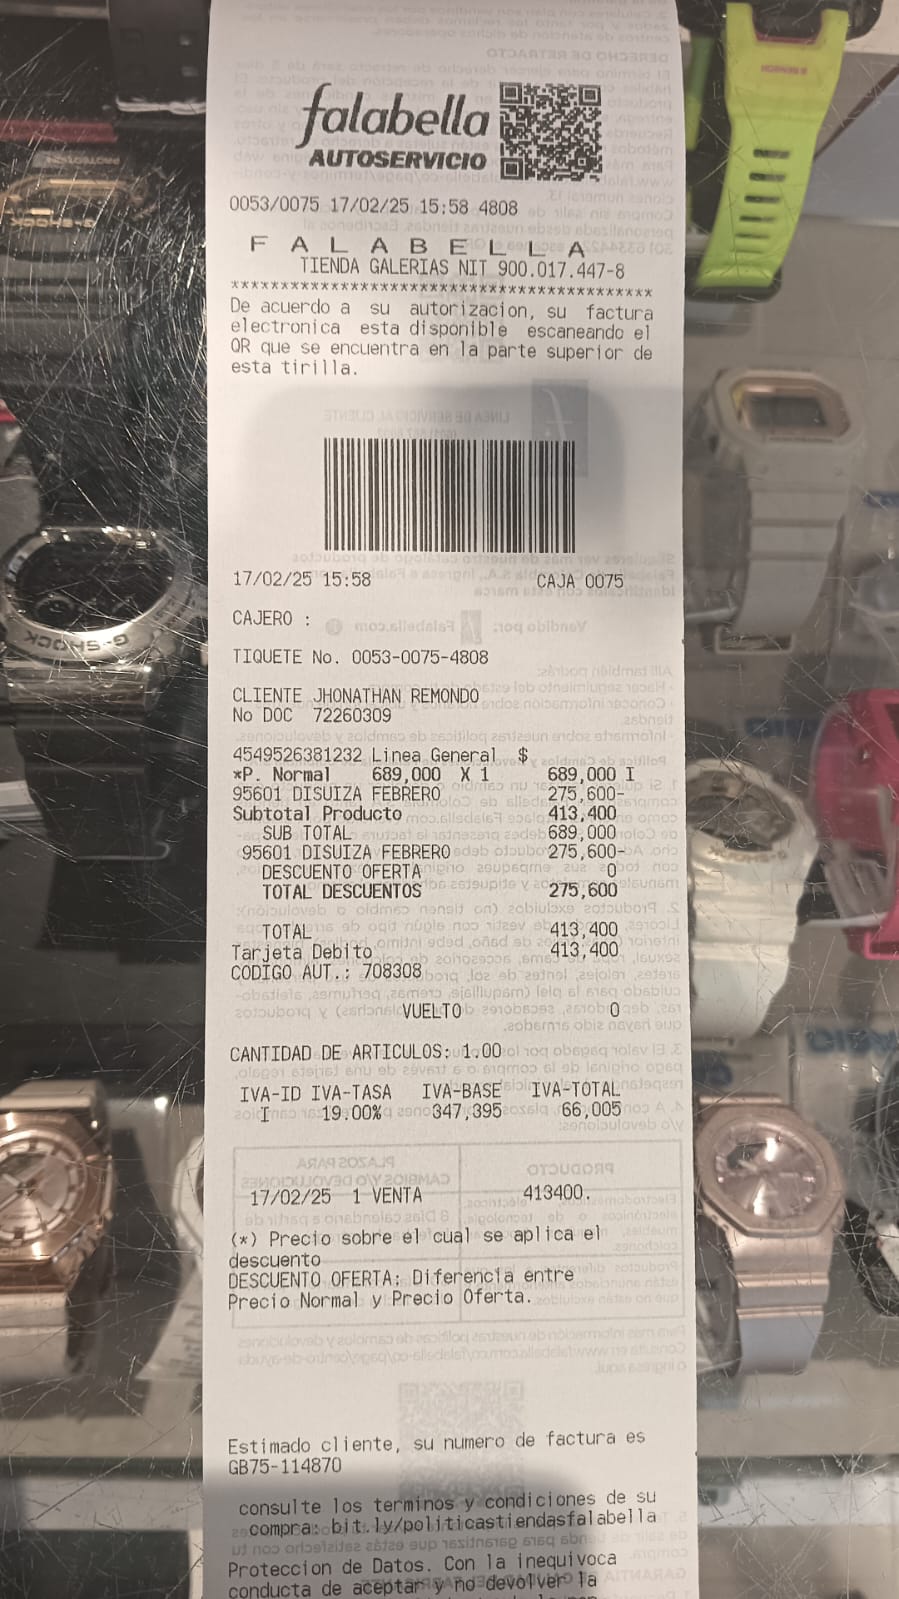 falabella
AUTOSERVICIO
0053/0075 17/02/25 15:58 4808
F A L A B E L L A
TIENDA GALERIAS NIT 900.017.447-8
******************************************
De acuerdo a su autorizacion, su factura
electronica esta disponible escaneando el
QR que se encuentra en la parte superior de
esta tirilla.
17/02/25 15:58 CAJA 0075
CAJERO :
TIQUETE No. 0053-0075-4808
CLIENTE JHONATHAN REMONDO
No DOC 72260309
4549526381232 Linea General $
*P. Normal 689,000 X 1 689,000 I
95601 DISUIZA FEBRERO 275,600-
Subtotal Producto 413,400
SUB TOTAL 689,000
95601 DISUIZA FEBRERO 275,600-
DESCUENTO OFERTA 0
TOTAL DESCUENTOS 275,600
TOTAL 413,400
Tarjeta Debito 413,400
CODIGO AUT.: 708308
VUELTO 0
CANTIDAD DE ARTICULOS: 1.00
IVA-ID IVA-TASA IVA-BASE IVA-TOTAL
I 19.00% 347,395 66,005
17/02/25 1 VENTA 413400.
(*) Precio sobre el cual se aplica el
descuento
DESCUENTO OFERTA: Diferencia entre
Precio Normal y Precio Oferta.
Estimado cliente, su numero de factura es
GB75-114870
consulte los terminos y condiciones de su
compra: bit.ly/politicastiendasfalabella
Proteccion de Datos. Con la inequivoca
conducta de aceptar y no devolver la
G-SHOCK